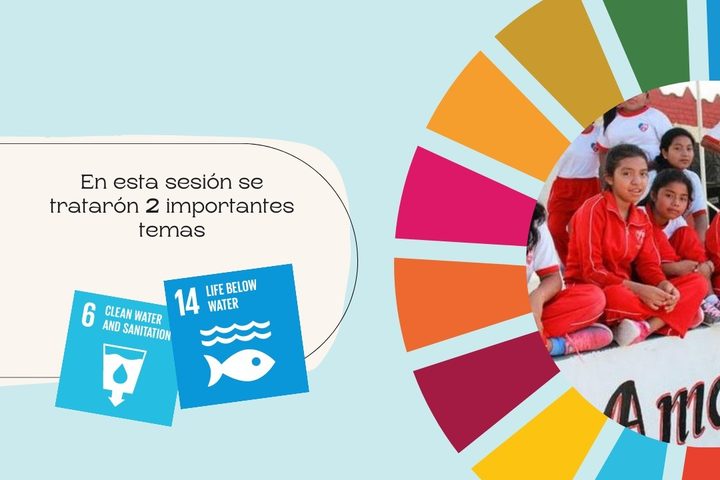 En esta sesión se
tratarón 2 importantes
temas
6 CLEAN WATER
AND SANITATION
14 LIFE BELOW
WATER